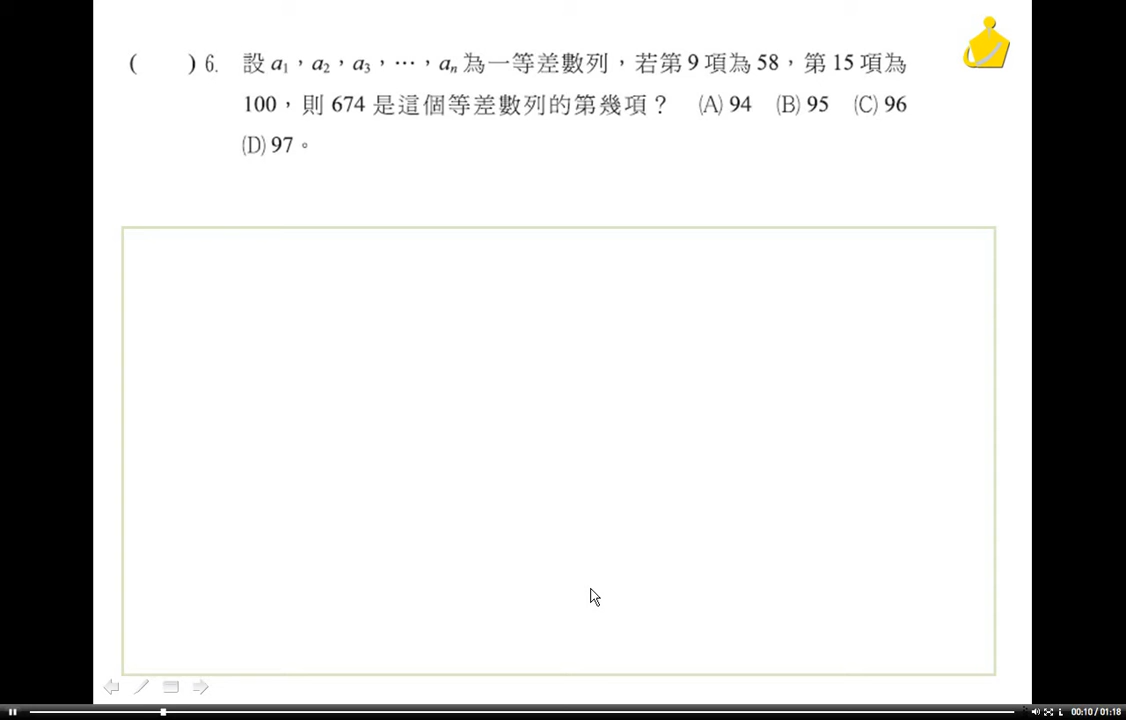 (　　) 6. 設 a₁，a₂，a₃，…，aₙ 為一等差數列，若第 9 項為 58，第 15 項為
100，則 674 是這個等差數列的第幾項？ (A) 94 (B) 95 (C) 96
(D) 97。
00:10 / 01:18